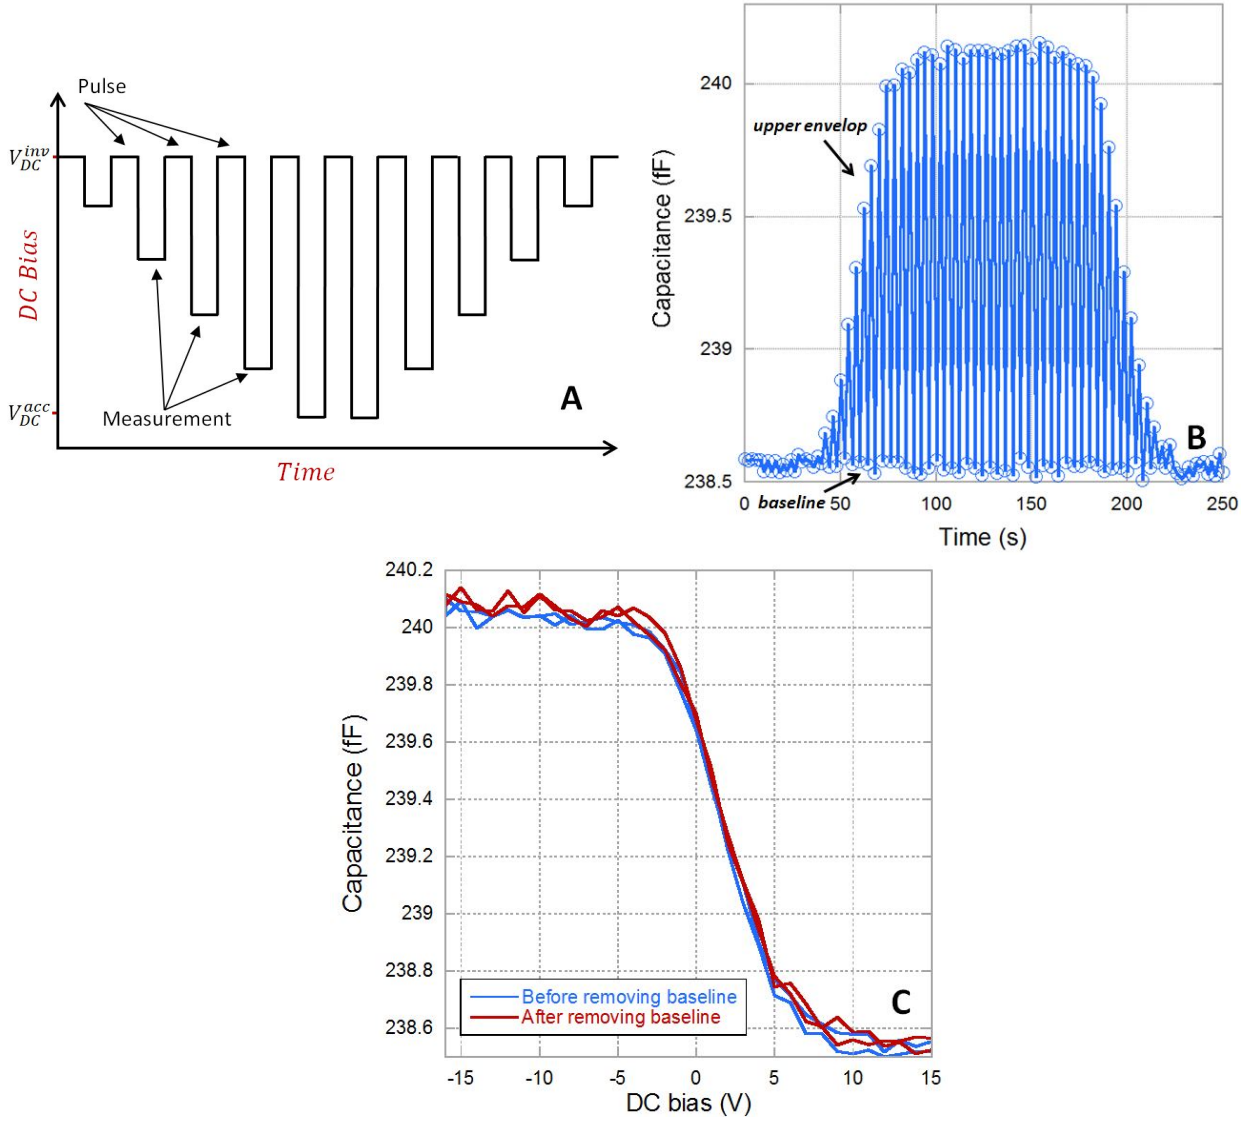 Pulse
V_DC^inv
DC Bias
V_DC^acc
Measurement
A
Time
240
239.5
239
238.5
Capacitance (fF)
upper envelop
baseline
B
0 50 100 150 200 250
Time (s)
240.2
240
239.8
239.6
239.4
239.2
239
238.8
238.6
Capacitance (fF)
Before removing baseline
After removing baseline
C
-15 -10 -5 0 5 10 15
DC bias (V)